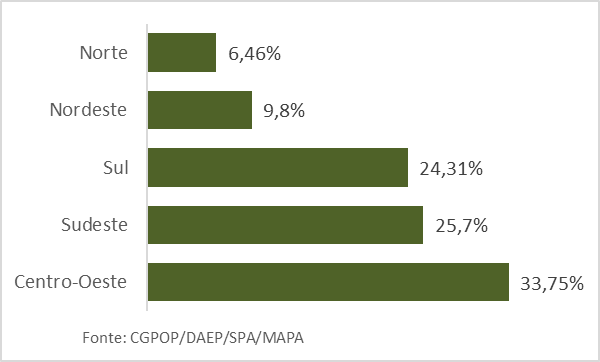 Norte 6,46%
Nordeste 9,8%
Sul 24,31%
Sudeste 25,7%
Centro-Oeste 33,75%
Fonte: CGPOP/DAEP/SPA/MAPA